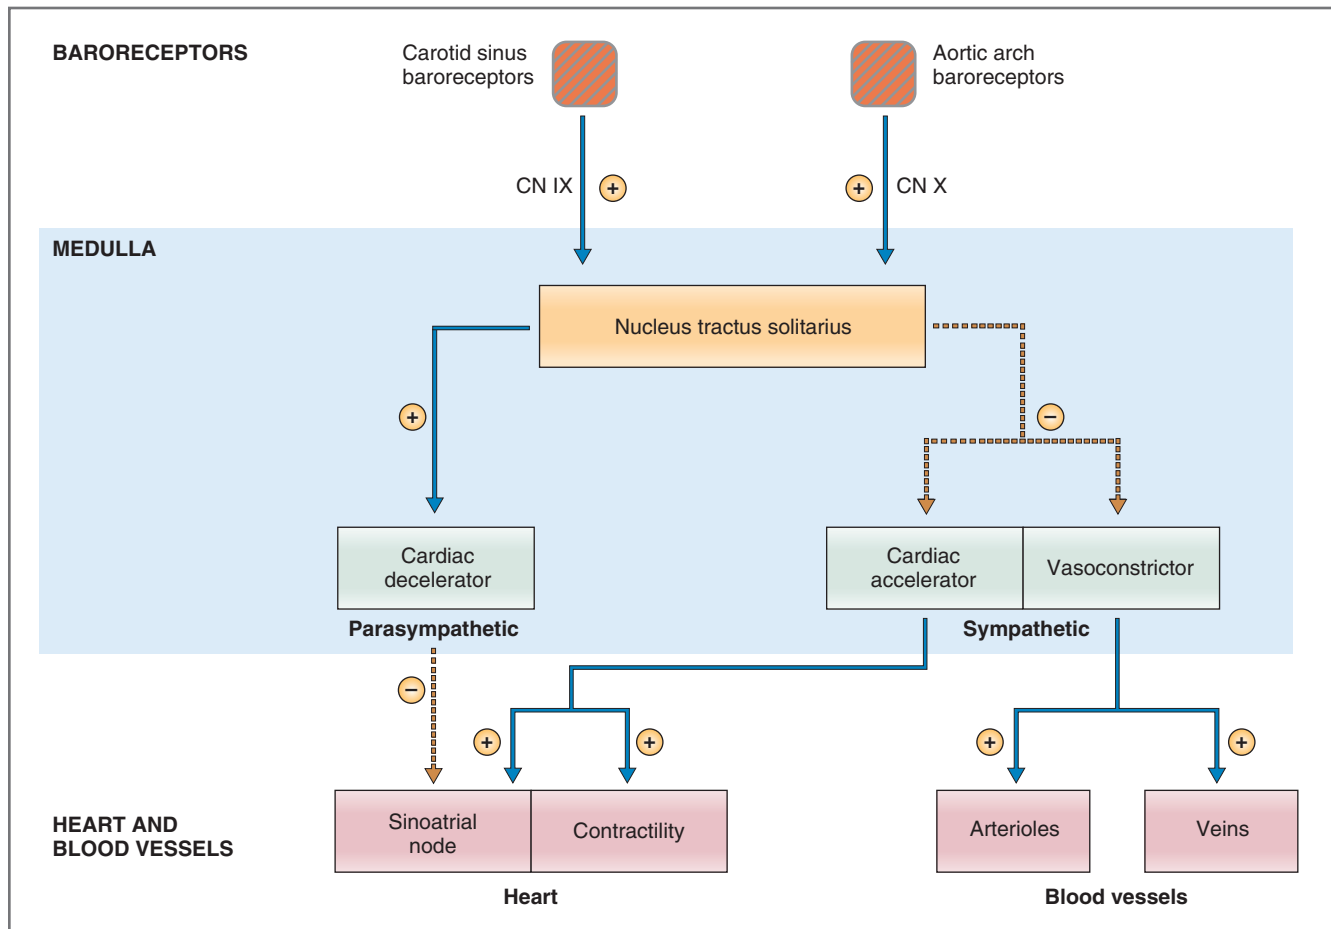 BARORECEPTORS
Carotid sinus
baroreceptors
Aortic arch
baroreceptors
CN IX
+
+
CN X
MEDULLA
Nucleus tractus solitarius
+
−
Cardiac
decelerator
Cardiac
accelerator
Vasoconstrictor
Parasympathetic
Sympathetic
−
+
+
+
+
HEART AND
BLOOD VESSELS
Sinoatrial
node
Contractility
Arterioles
Veins
Heart
Blood vessels